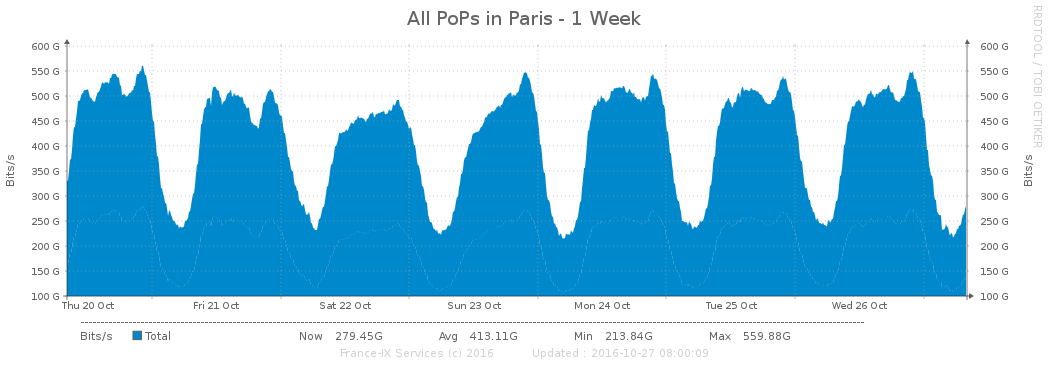 All PoPs in Paris - 1 Week
RRDTOOL / TOBI OETIKER
600 G 600 G
550 G 550 G
500 G 500 G
450 G 450 G
400 G 400 G
350 G 350 G
300 G 300 G
250 G 250 G
200 G 200 G
150 G 150 G
100 G 100 G
Bits/s
Bits/s
Thu 20 Oct Fri 21 Oct Sat 22 Oct Sun 23 Oct Mon 24 Oct Tue 25 Oct Wed 26 Oct
Bits/s Total Now 279.45G Avg 413.11G Min 213.84G Max 559.88G
France-IX Services (c) 2016 Updated : 2016-10-27 08:00:09